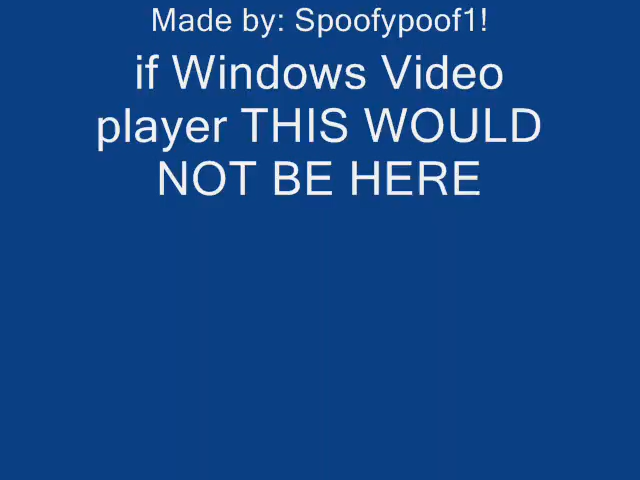 Made by: Spoofypoof1!
if Windows Video
player THIS WOULD
NOT BE HERE